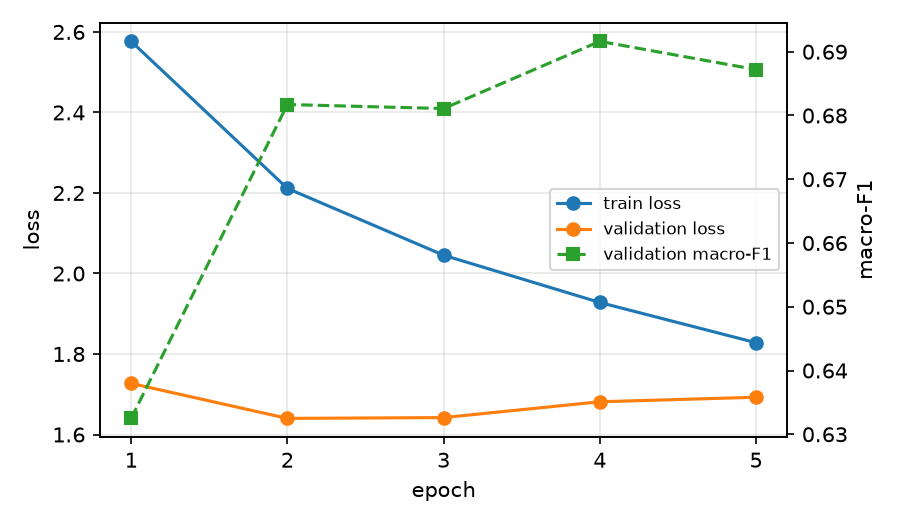 2.6
2.4
2.2
2.0
1.8
1.6
loss
0.69
0.68
0.67
0.66
0.65
0.64
0.63
macro-F1
train loss
validation loss
validation macro-F1
1 2 3 4 5
epoch